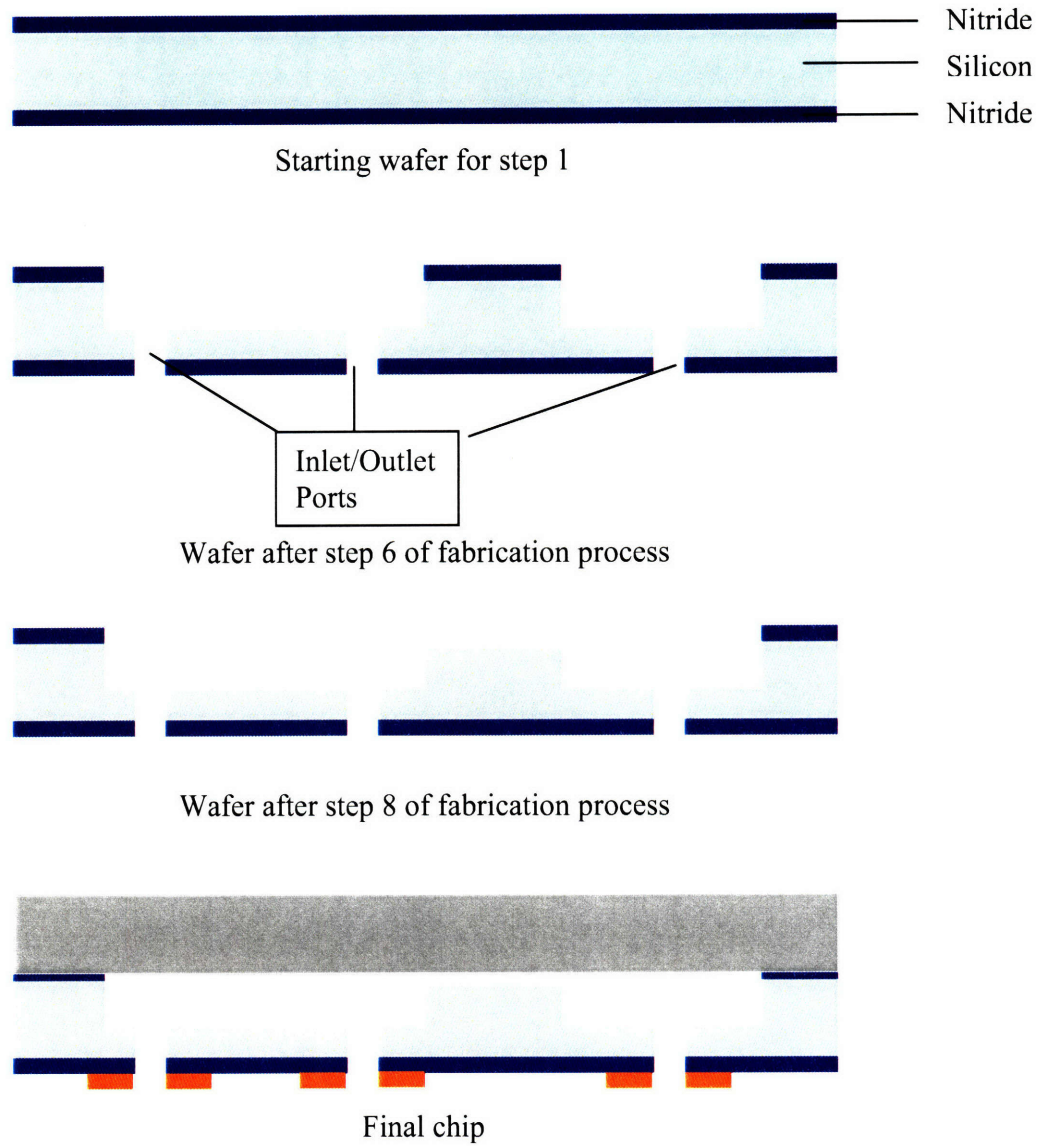 Nitride
Silicon
Nitride
Starting wafer for step 1
Inlet/Outlet
Ports
Wafer after step 6 of fabrication process
Wafer after step 8 of fabrication process
Final chip